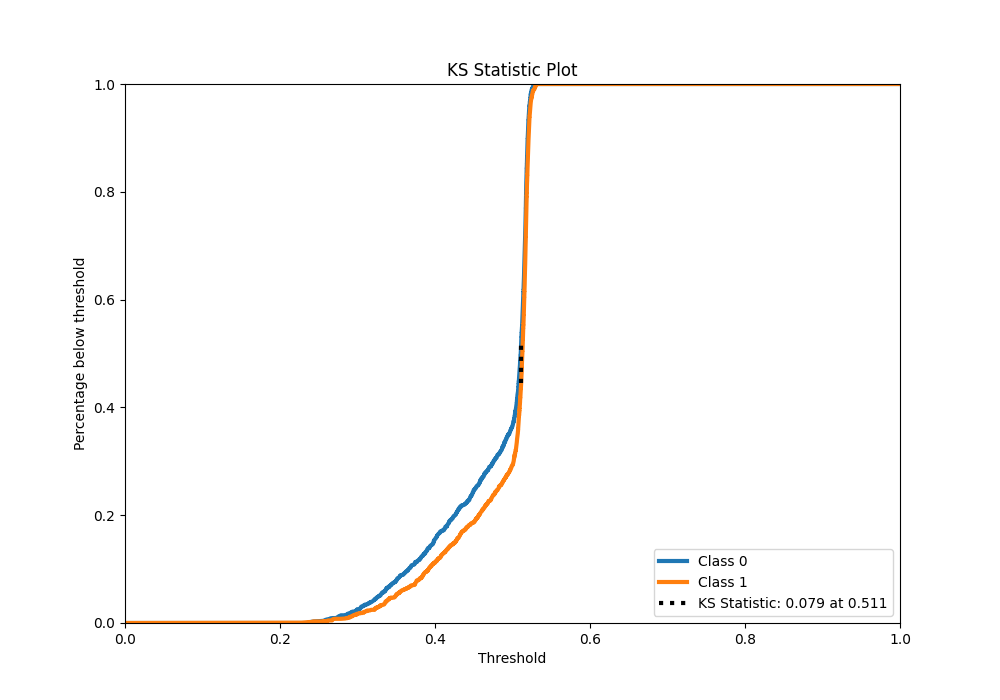 KS Statistic Plot
1.0
0.8
0.6
0.4
0.2
0.0
Percentage below threshold
0.0 0.2 0.4 0.6 0.8 1.0
Threshold
Class 0
Class 1
KS Statistic: 0.079 at 0.511